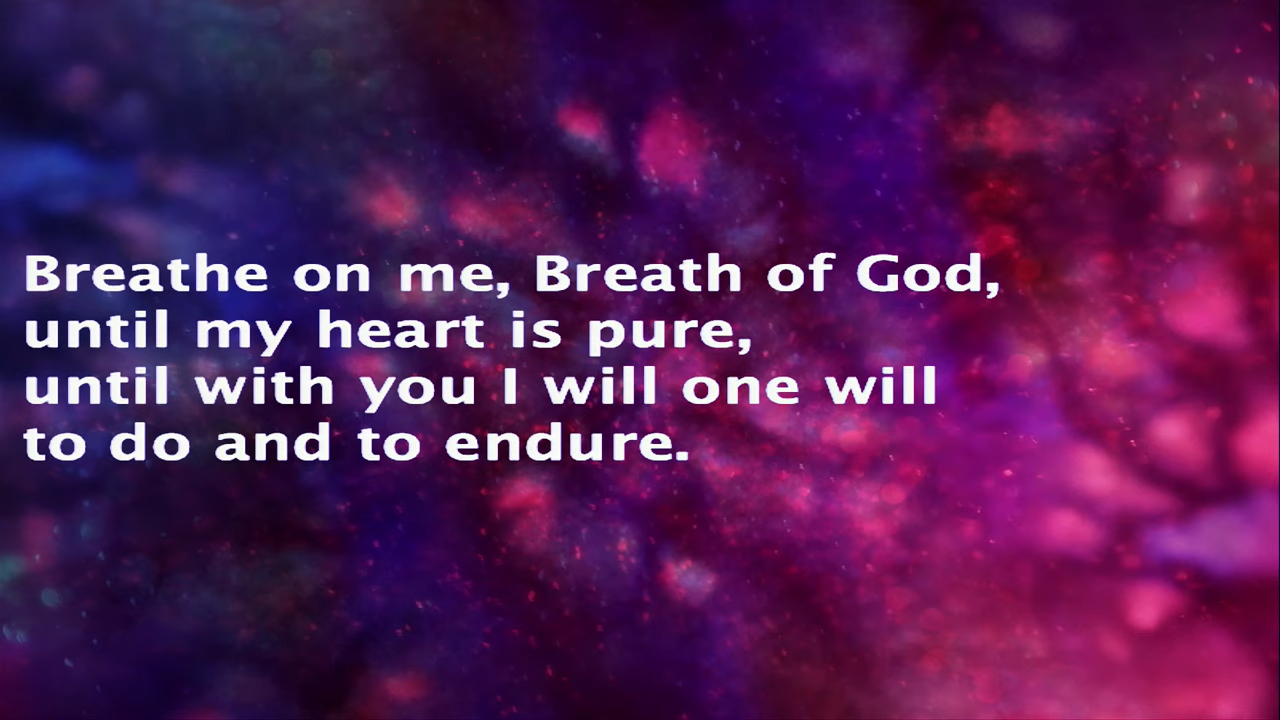 Breathe on me, Breath of God,
until my heart is pure,
until with you I will one will
to do and to endure.